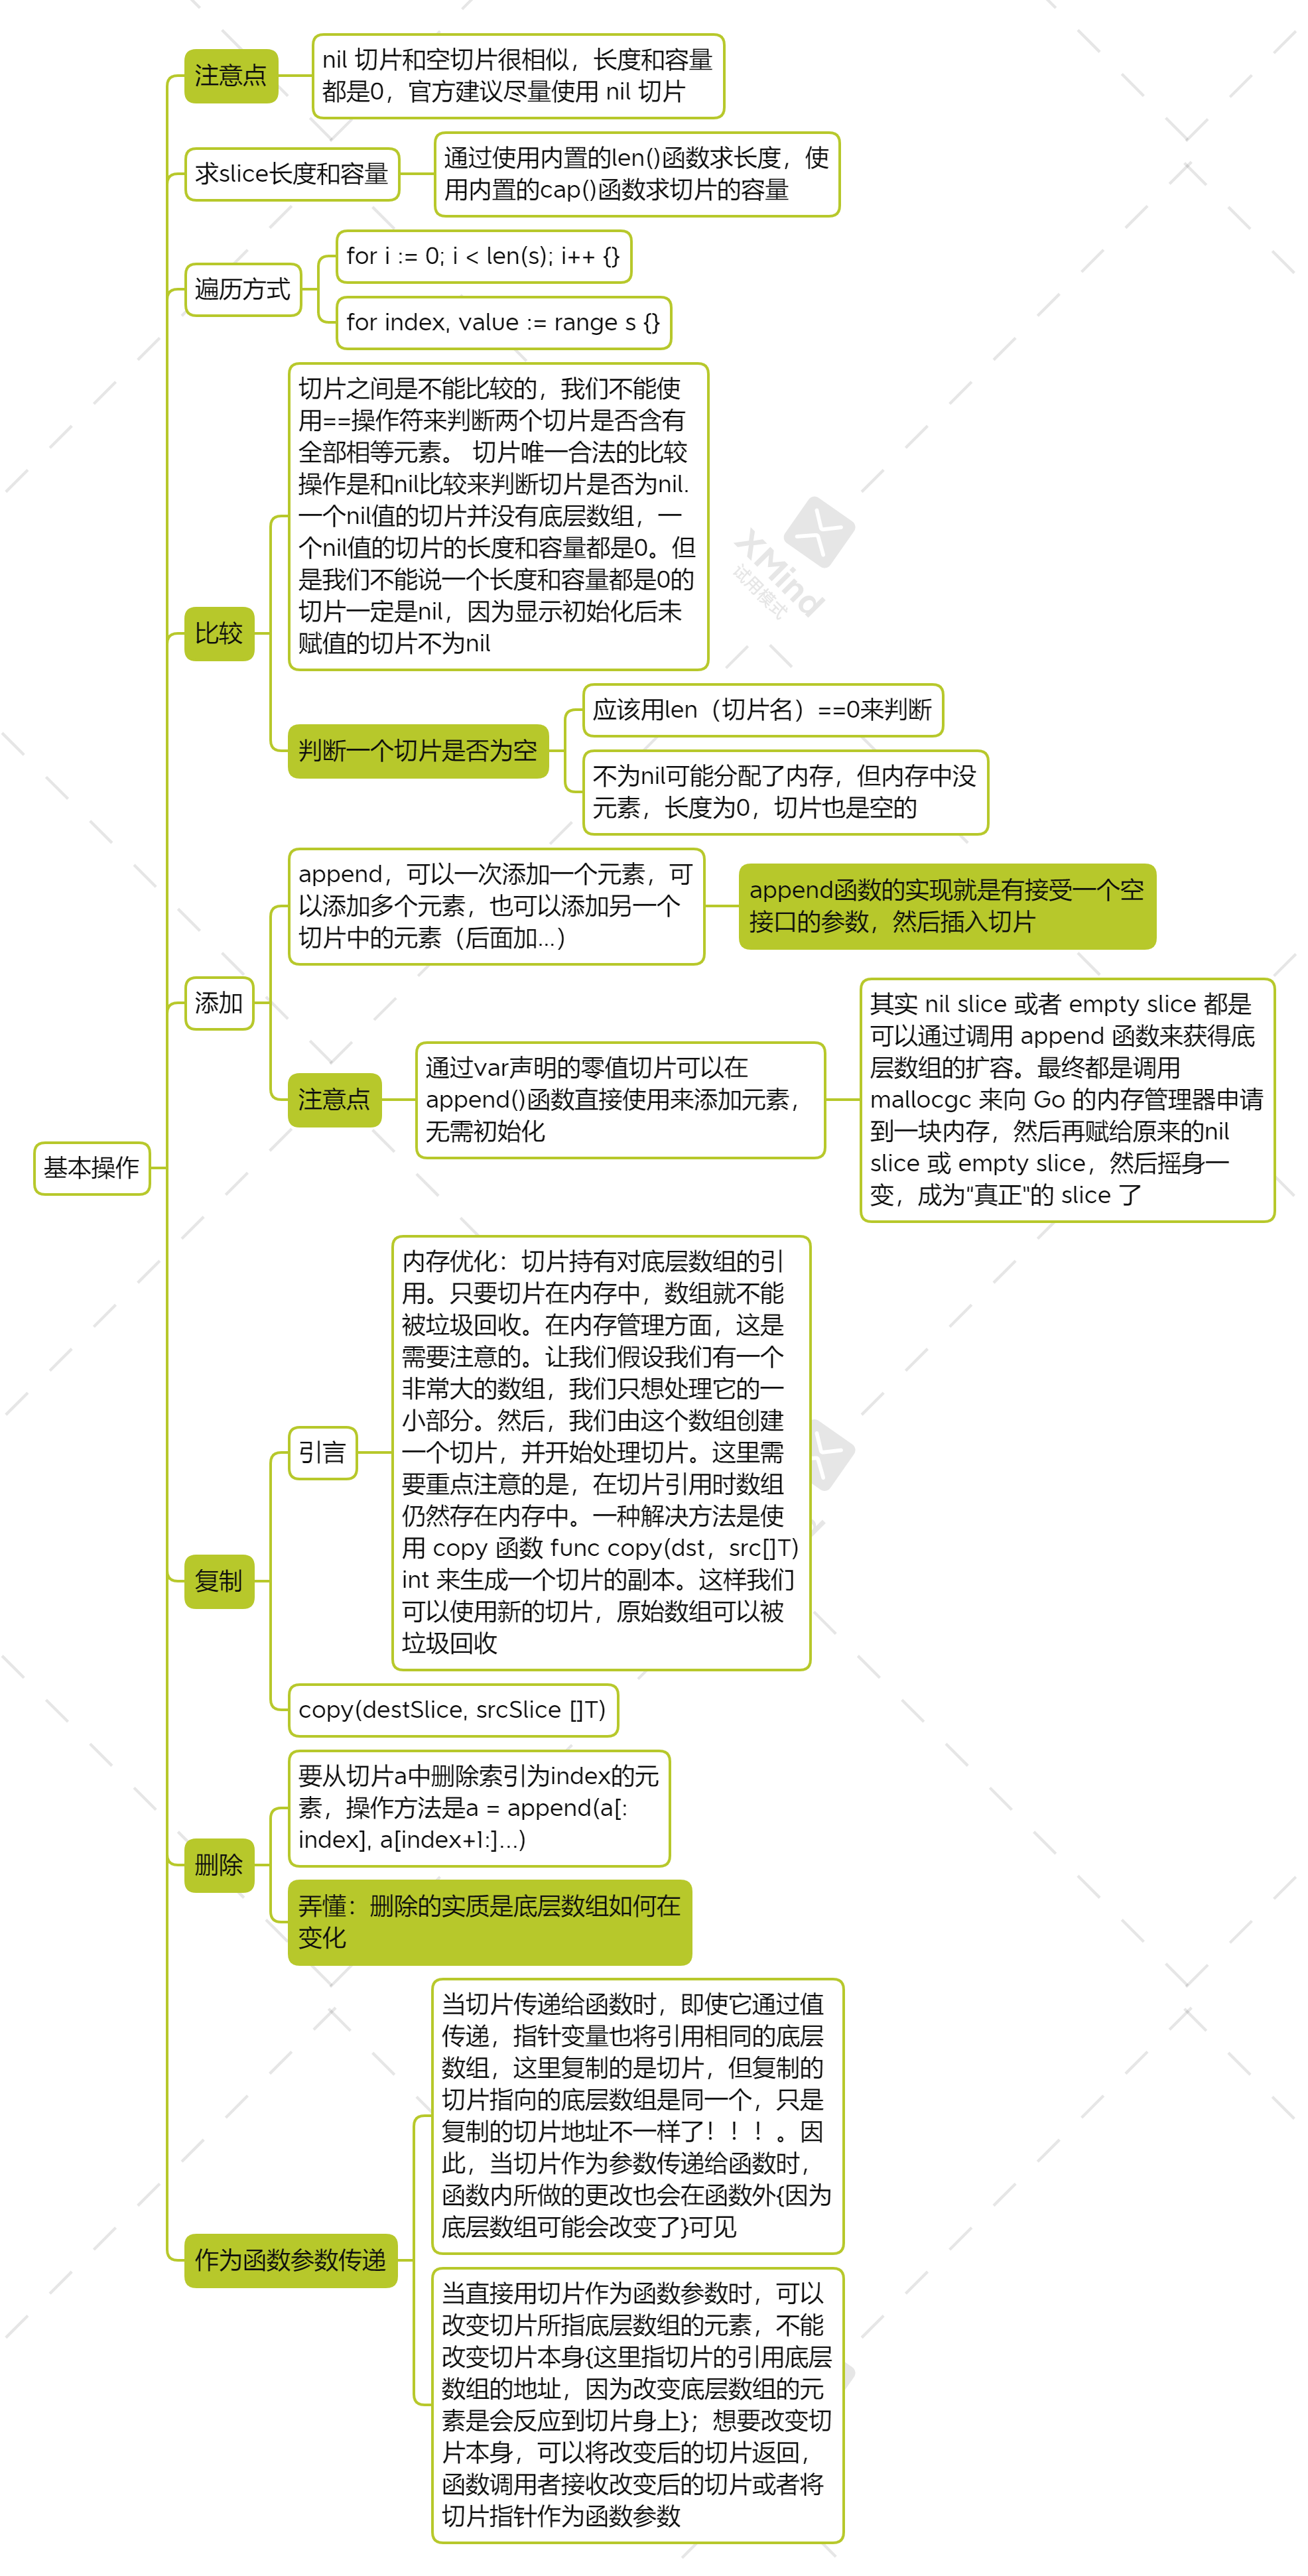 注意点
nil 切片和空切片很相似，长度和容量
都是0，官方建议尽量使用 nil 切片
求slice长度和容量
通过使用内置的len()函数求长度，使
用内置的cap()函数求切片的容量
遍历方式
for i := 0; i < len(s); i++ {}
for index, value := range s {}
比较
切片之间是不能比较的，我们不能使
用==操作符来判断两个切片是否含有
全部相等元素。 切片唯一合法的比较
操作是和nil比较来判断切片是否为nil.
一个nil值的切片并没有底层数组，一
个nil值的切片的长度和容量都是0。但
是我们不能说一个长度和容量都是0的
切片一定是nil，因为显示初始化后未
赋值的切片不为nil
判断一个切片是否为空
应该用len（切片名）==0来判断
不为nil可能分配了内存，但内存中没
元素，长度为0，切片也是空的
添加
append，可以一次添加一个元素，可
以添加多个元素，也可以添加另一个
切片中的元素（后面加...）
append函数的实现就是有接受一个空
接口的参数，然后插入切片
注意点
通过var声明的零值切片可以在
append()函数直接使用来添加元素，
无需初始化
其实 nil slice 或者 empty slice 都是
可以通过调用 append 函数来获得底
层数组的扩容。最终都是调用
mallocgc 来向 Go 的内存管理器申请
到一块内存，然后再赋给原来的nil
slice 或 empty slice，然后摇身一
变，成为“真正”的 slice 了
基本操作
复制
引言
内存优化：切片持有对底层数组的引
用。只要切片在内存中，数组就不能
被垃圾回收。在内存管理方面，这是
需要注意的。让我们假设我们有一个
非常大的数组，我们只想处理它的一
小部分。然后，我们由这个数组创建
一个切片，并开始处理切片。这里需
要重点注意的是，在切片引用时数组
仍然存在内存中。一种解决方法是使
用 copy 函数 func copy(dst，src[]T)
int 来生成一个切片的副本。这样我们
可以使用新的切片，原始数组可以被
垃圾回收
copy(destSlice, srcSlice []T)
删除
要从切片a中删除索引为index的元
素，操作方法是a = append(a[:
index], a[index+1:]...)
弄懂：删除的实质是底层数组如何在
变化
作为函数参数传递
当切片传递给函数时，即使它通过值
传递，指针变量也将引用相同的底层
数组，这里复制的是切片，但复制的
切片指向的底层数组是同一个，只是
复制的切片地址不一样了！！！。因
此，当切片作为参数传递给函数时，
函数内所做的更改也会在函数外{因为
底层数组可能会改变了}可见
当直接用切片作为函数参数时，可以
改变切片所指底层数组的元素，不能
改变切片本身{这里指切片的引用底层
数组的地址，因为改变底层数组的元
素是会反应到切片身上}；想要改变切
片本身，可以将改变后的切片返回，
函数调用者接收改变后的切片或者将
切片指针作为函数参数
XMind
试用模式